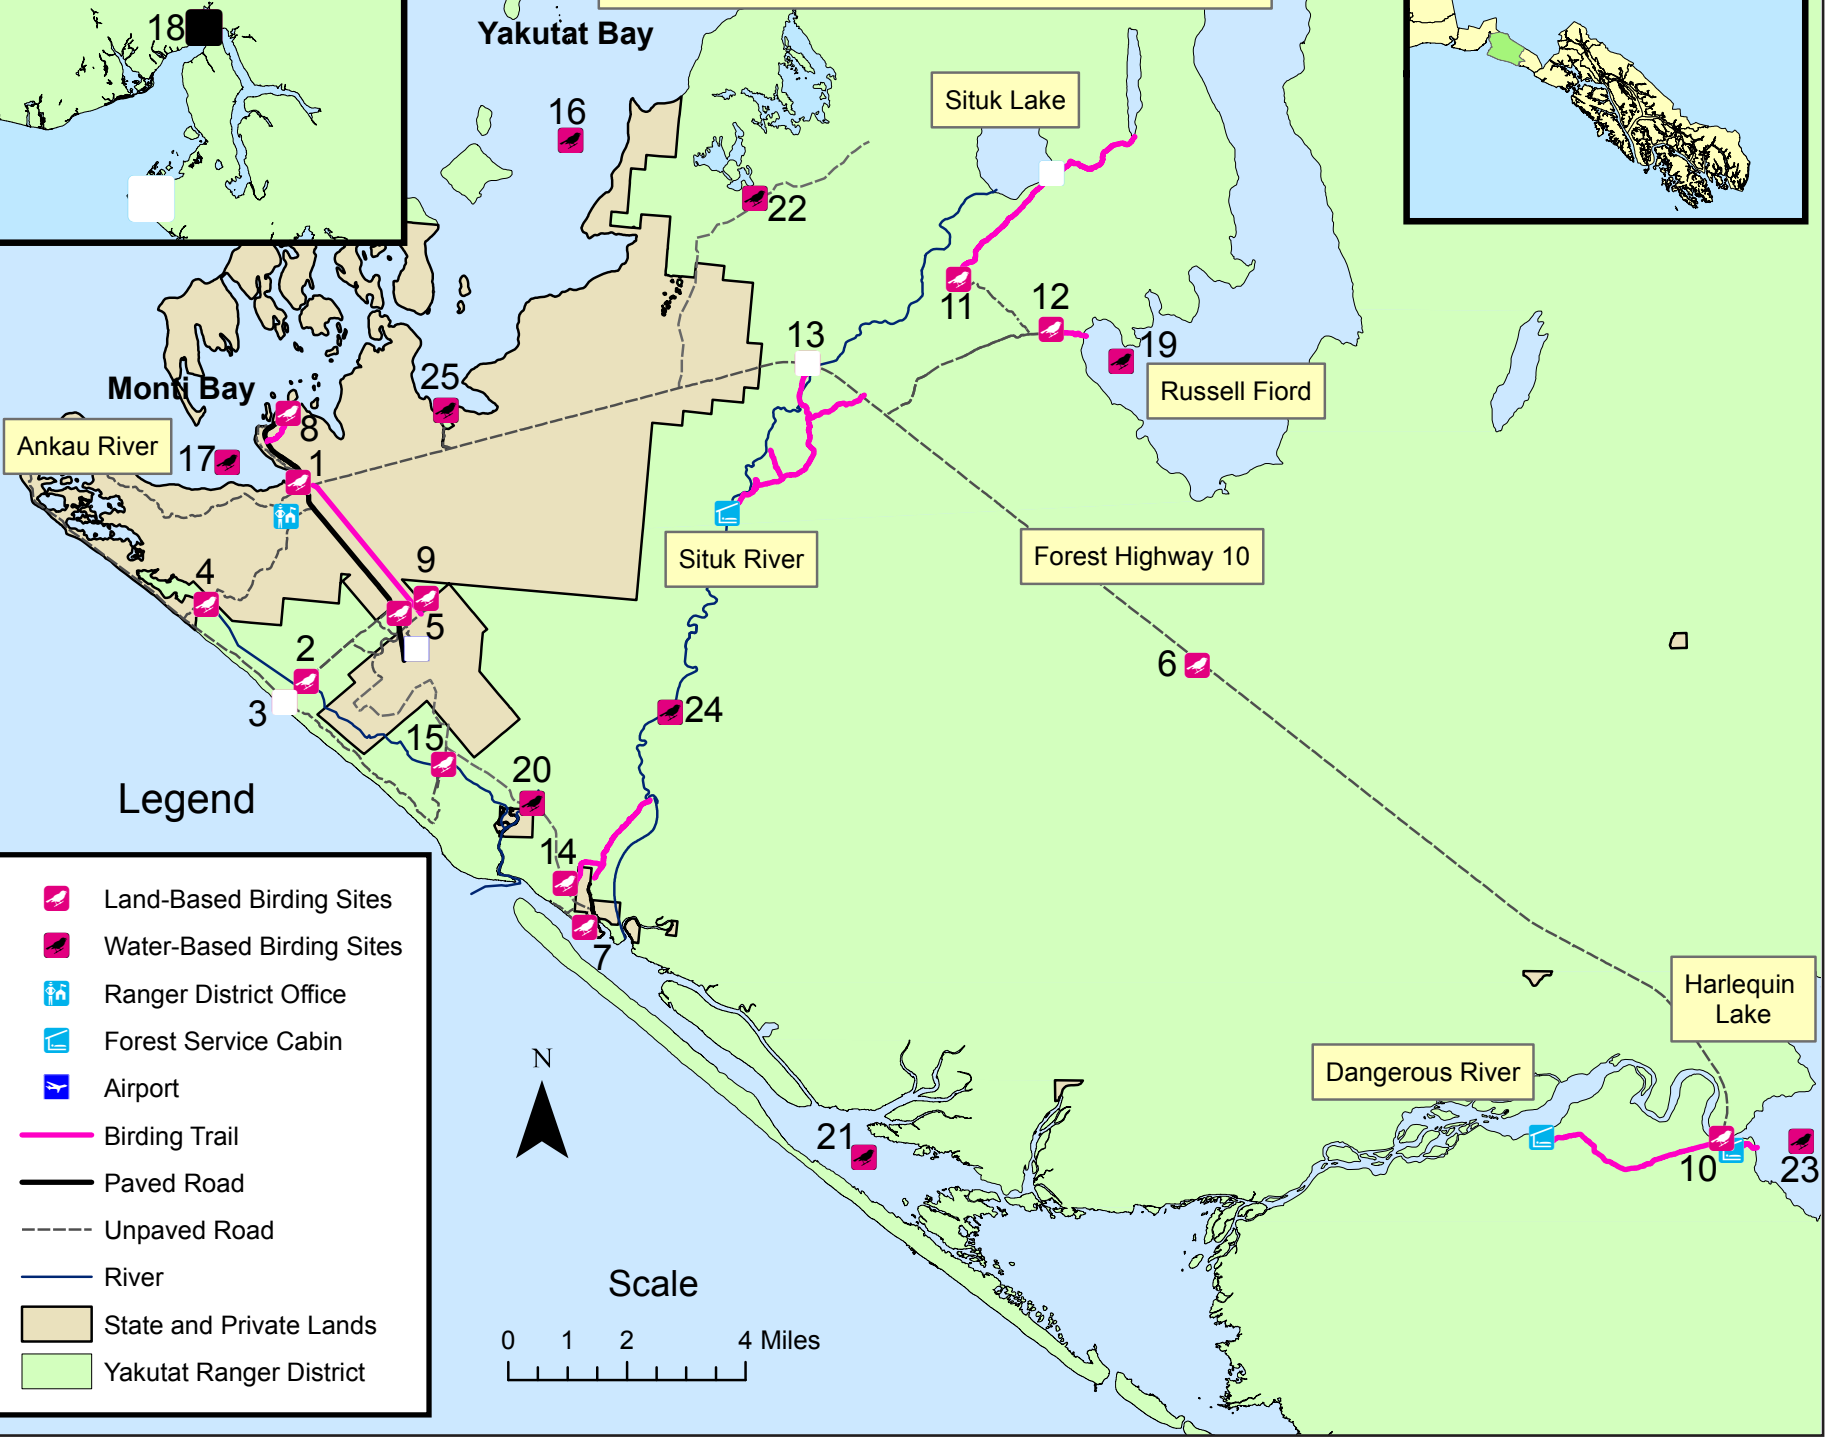 18
Yakutat Bay
16
Situk Lake
22
11
12
13
19
Russell Fiord
25
Monti Bay
8
Ankau River
17
1
9
4
5
Situk River
Forest Highway 10
2
3
6
24
15
20
14
7
Harlequin
Lake
Dangerous River
21
10
23
N
Legend
Land-Based Birding Sites
Water-Based Birding Sites
Ranger District Office
Forest Service Cabin
Airport
Birding Trail
Paved Road
Unpaved Road
River
State and Private Lands
Yakutat Ranger District
Scale
0 1 2 4 Miles